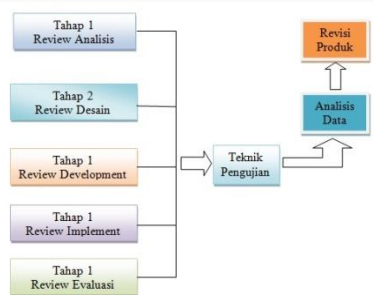 Tahap 1
Review Analisis
Tahap 2
Review Desain
Tahap 1
Review Development
Tahap 1
Review Implement
Tahap 1
Review Evaluasi
Teknik
Pengujian
Analisis
Data
Revisi
Produk